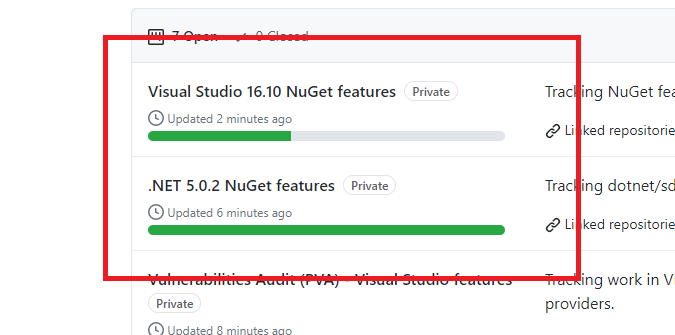 7 Open 0 Closed
Visual Studio 16.10 NuGet features Private
Tracking NuGet fea
Updated 2 minutes ago
Linked repositorie
.NET 5.0.2 NuGet features Private
Tracking dotnet/sd
Updated 6 minutes ago
Linked repositorie
Vulnerabilities Audit (PVA) - Visual Studio features
Tracking work in Vi
Private
providers.
Updated 8 minutes ago